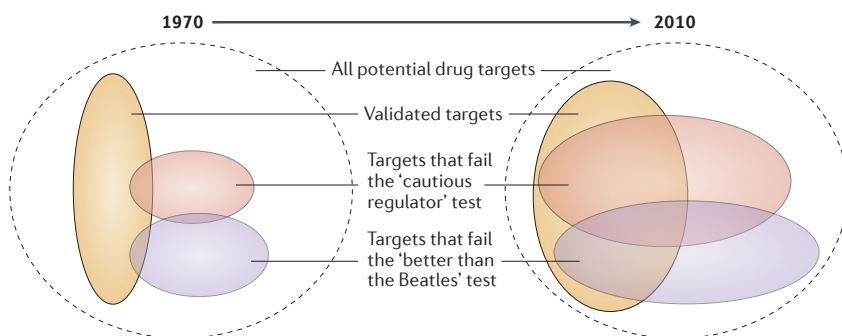 1970
2010
All potential drug targets
Validated targets
Targets that fail
the ‘cautious
regulator’ test
Targets that fail
the ‘better than
the Beatles’ test